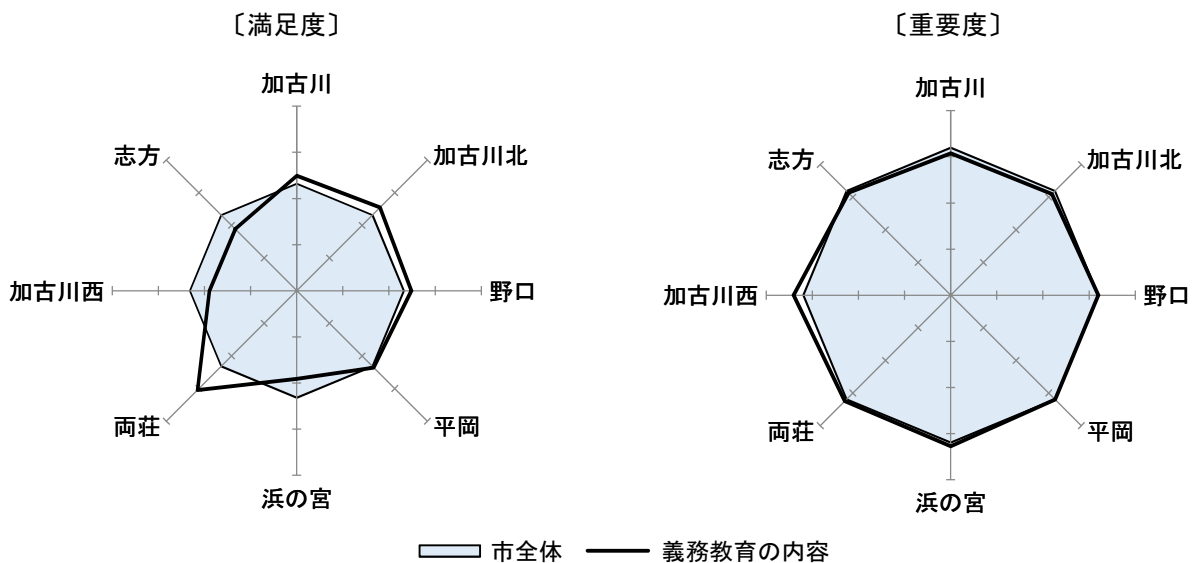 〔満足度〕
加古川
加古川北
野口
平岡
浜の宮
両荘
加古川西
志方
〔重要度〕
加古川
加古川北
野口
平岡
浜の宮
両荘
加古川西
志方
市全体
義務教育の内容